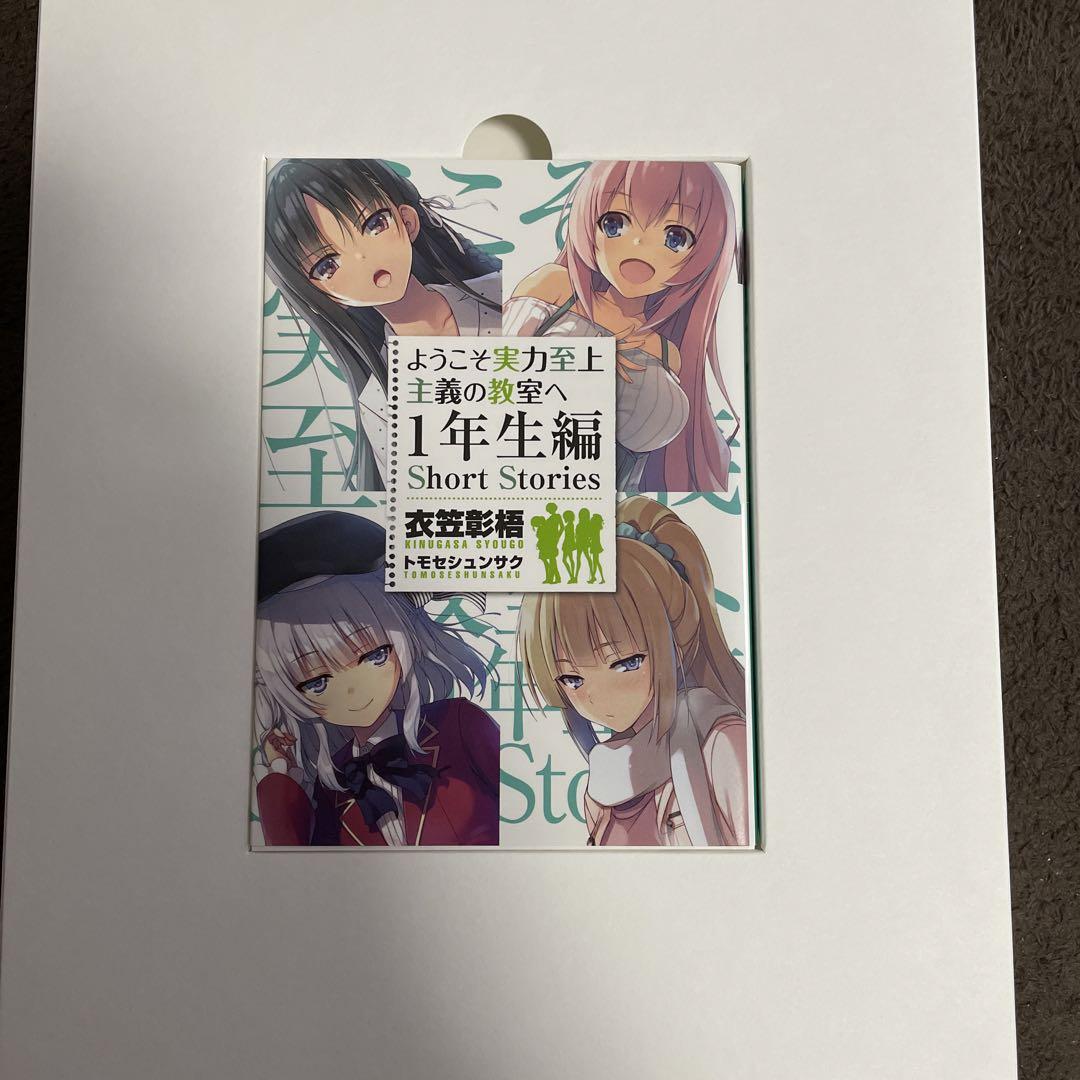 ようこそ実力至上
主義の教室へ
1年生編
Short Stories
衣笠彰梧
KINUGASA SYOUGO
トモセシュンサク
TOMOSESHUNSAKU